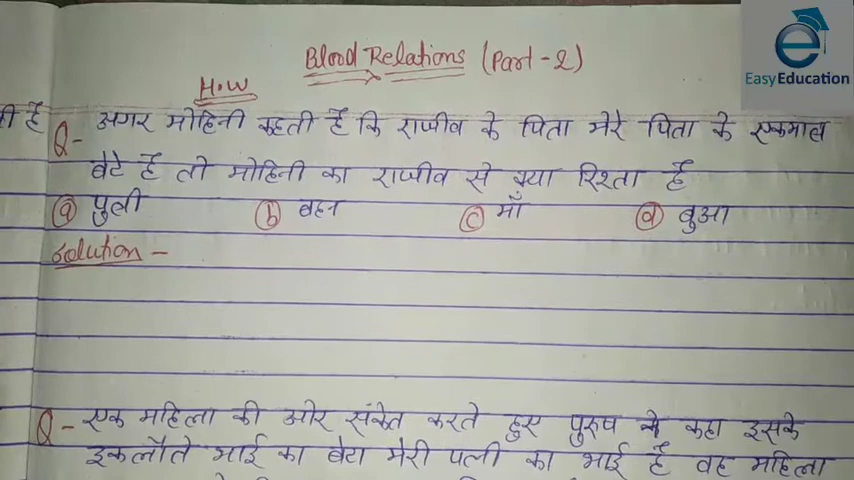 Blood Relations (Part-2)
EasyEducation
H.W
ती है
Q- अगर मोहिनी कहती है कि राजीव के पिता मेरे पिता के एकमात्र
बेटे है तो मोहिनी का राजीव से क्या रिश्ता है
(a) पुत्री (b) बहन (c) माँ (d) बुआ
Solution -
Q- एक महिला की ओर संकेत करते हुए पुरुष ने कहा इसके
इकलौते भाई का बेटा मेरी पत्नी का भाई है वह महिला